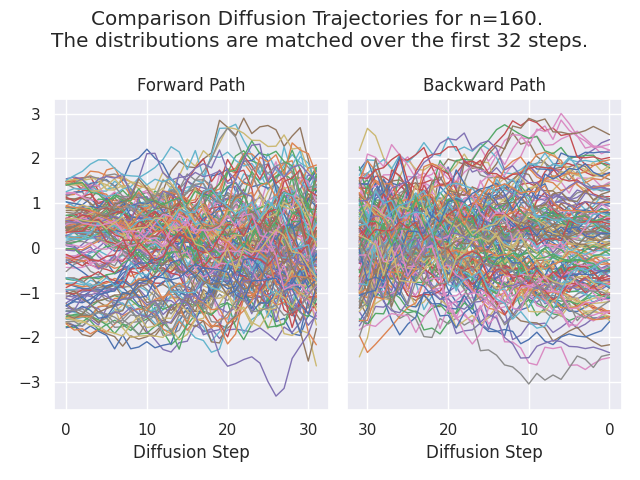 Comparison Diffusion Trajectories for n=160.
The distributions are matched over the first 32 steps.
Forward Path
Backward Path
3
2
1
0
−1
−2
−3
0 10 20 30
30 20 10 0
Diffusion Step
Diffusion Step